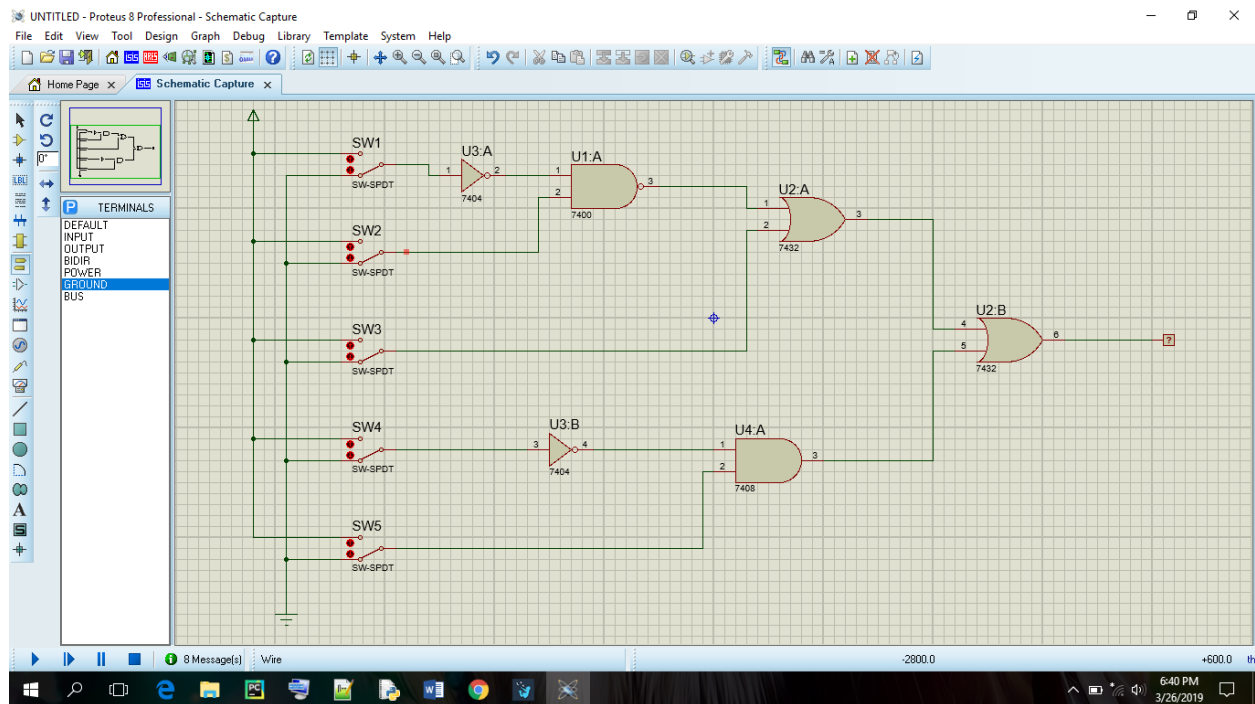 UNTITLED - Proteus 8 Professional - Schematic Capture
File Edit View Tool Design Graph Debug Library Template System Help
Home Page x Schematic Capture x
0°
LBL
P TERMINALS
DEFAULT
INPUT
OUTPUT
BIDIR
POWER
GROUND
BUS
A
S
SW1
SW-SPDT
U3:A
1 2
7404
U1:A
1
2
3
7400
SW2
SW-SPDT
U2:A
1
2
3
7432
SW3
SW-SPDT
U2:B
4
5
6
7432
?
SW4
SW-SPDT
U3:B
3 4
7404
U4:A
1
2
3
7408
SW5
SW-SPDT
8 Message(s) Wire -2800.0 +600.0 th
6:40 PM
3/26/2019